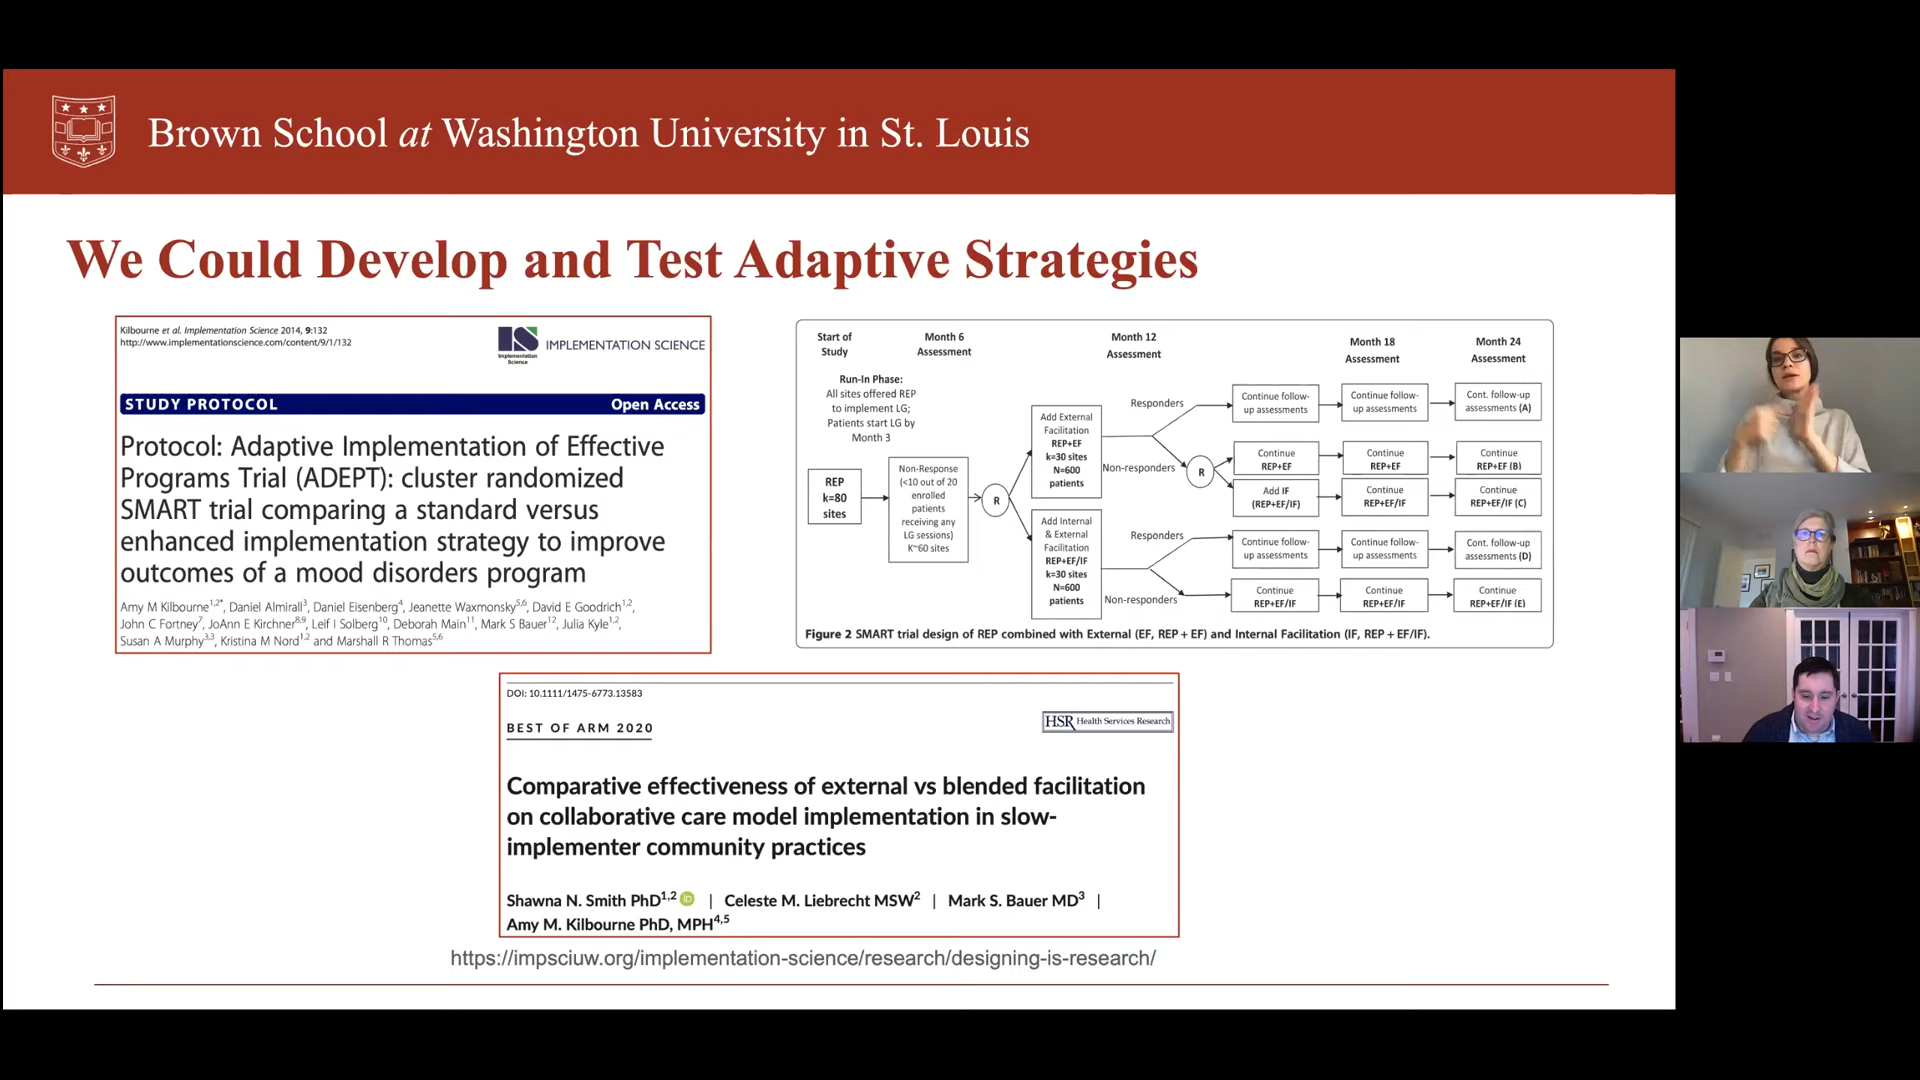 Brown School at Washington University in St. Louis
We Could Develop and Test Adaptive Strategies
Kilbourne et al. Implementation Science 2014, 9:132
http://www.implementationscience.com/content/9/1/132
IS
Implementation
Science
IMPLEMENTATION SCIENCE
STUDY PROTOCOL
Open Access
Protocol: Adaptive Implementation of Effective
Programs Trial (ADEPT): cluster randomized
SMART trial comparing a standard versus
enhanced implementation strategy to improve
outcomes of a mood disorders program
Amy M Kilbourne1,2*, Daniel Almirall3, Daniel Eisenberg4, Jeanette Waxmonsky5,6, David E Goodrich1,2,
John C Fortney7, JoAnn E Kirchner8,9, Leif I Solberg10, Deborah Main11, Mark S Bauer12, Julia Kyle1,2,
Susan A Murphy3,3, Kristina M Nord1,2 and Marshall R Thomas5,6
Start of
Study
Month 6
Assessment
Month 12
Assessment
Month 18
Assessment
Month 24
Assessment
Run-In Phase:
All sites offered REP
to implement LG;
Patients start LG by
Month 3
REP
k=80
sites
Non-Response
(<10 out of 20
enrolled
patients
receiving any
LG sessions)
K~60 sites
R
Add External
Facilitation
REP+EF
k=30 sites
N=600
patients
Add Internal
& External
Facilitation
REP+EF/IF
k=30 sites
N=600
patients
Responders
Non-responders
R
Responders
Non-responders
Continue follow-
up assessments
Continue follow-
up assessments
Cont. follow-up
assessments (A)
Continue
REP+EF
Continue
REP+EF
Continue
REP+EF (B)
Add IF
(REP+EF/IF)
Continue
REP+EF/IF
Continue
REP+EF/IF (C)
Continue follow-
up assessments
Continue follow-
up assessments
Cont. follow-up
assessments (D)
Continue
REP+EF/IF
Continue
REP+EF/IF
Continue
REP+EF/IF (E)
Figure 2 SMART trial design of REP combined with External (EF, REP + EF) and Internal Facilitation (IF, REP + EF/IF).
DOI: 10.1111/1475-6773.13583
BEST OF ARM 2020
HSR Health Services Research
Comparative effectiveness of external vs blended facilitation
on collaborative care model implementation in slow-
implementer community practices
Shawna N. Smith PhD1,2 iD | Celeste M. Liebrecht MSW2 | Mark S. Bauer MD3 |
Amy M. Kilbourne PhD, MPH4,5
https://impsciuw.org/implementation-science/research/designing-is-research/